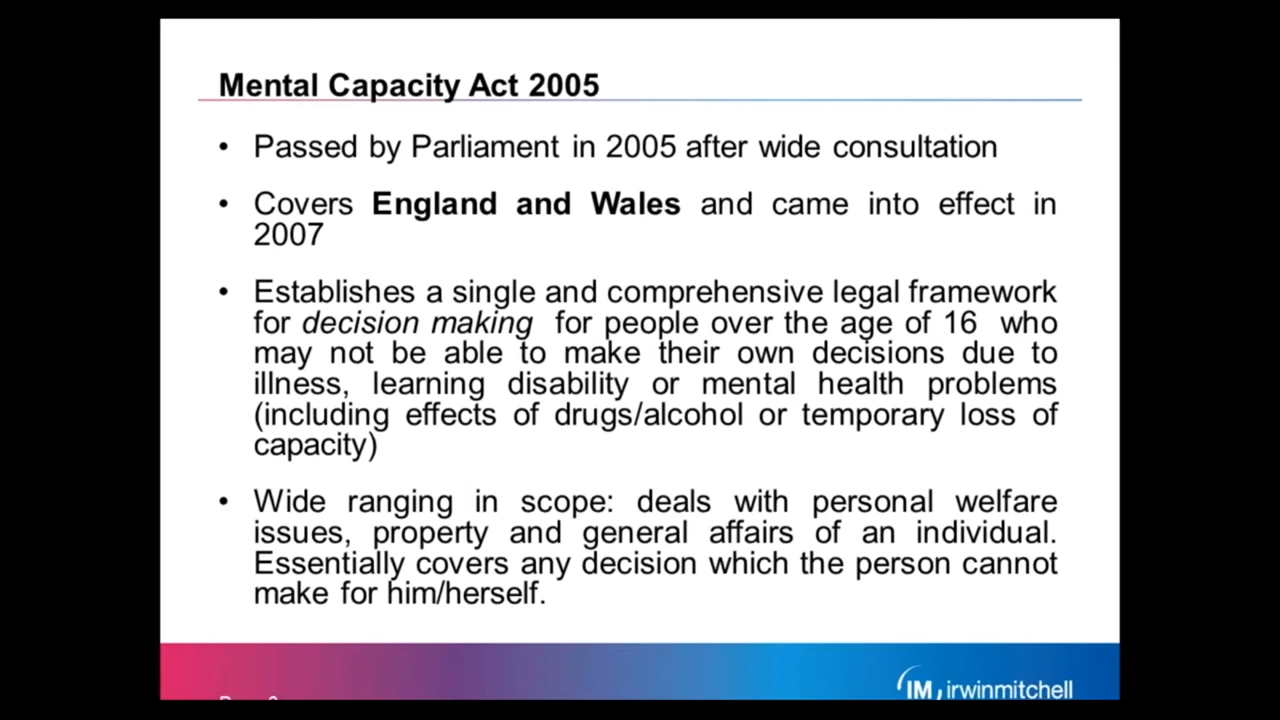 Mental Capacity Act 2005
• Passed by Parliament in 2005 after wide consultation
• Covers England and Wales and came into effect in
2007
• Establishes a single and comprehensive legal framework
for decision making for people over the age of 16 who
may not be able to make their own decisions due to
illness, learning disability or mental health problems
(including effects of drugs/alcohol or temporary loss of
capacity)
• Wide ranging in scope: deals with personal welfare
issues, property and general affairs of an individual.
Essentially covers any decision which the person cannot
make for him/herself.
IM irwinmitchell